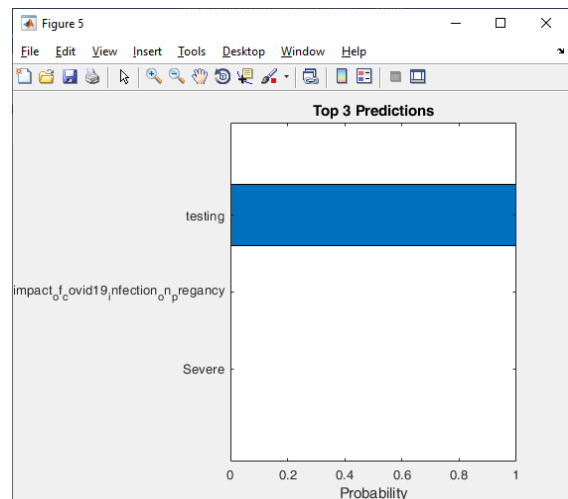 Figure 5
File Edit View Insert Tools Desktop Window Help
Top 3 Predictions
testing
impact_of_covid19_infection_on_pregancy
Severe
0 0.2 0.4 0.6 0.8 1
Probability